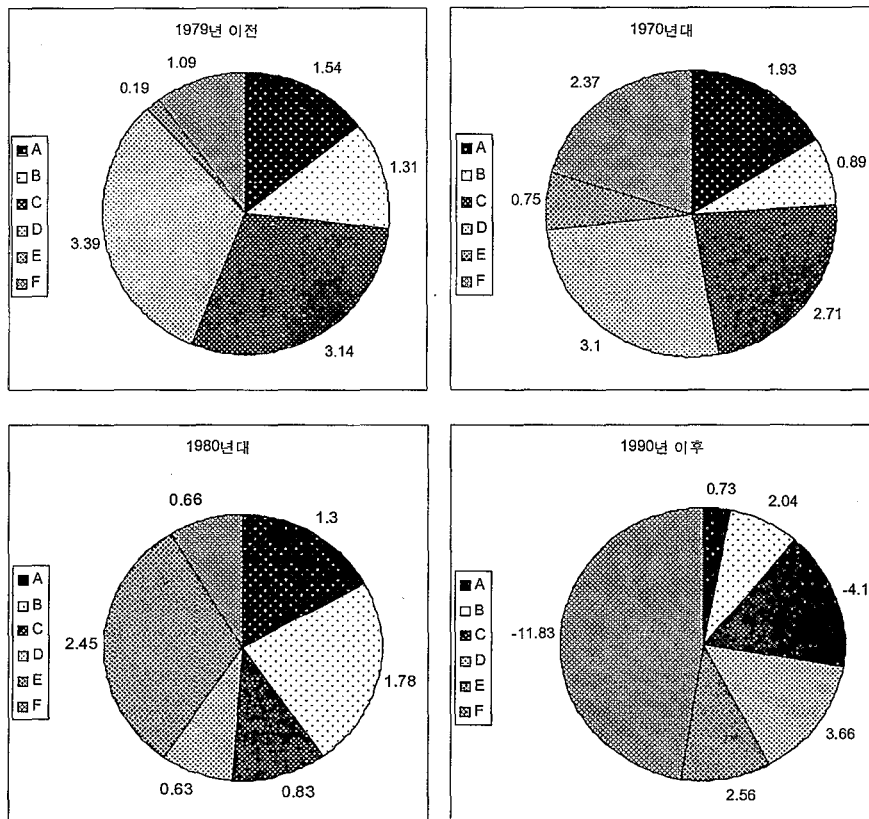 1979년 이전
1.09
1.54
0.19
1.31
3.39
3.14
A
B
C
D
E
F
1970년대
2.37
1.93
0.75
0.89
3.1
2.71
A
B
C
D
E
F
1980년대
0.66
1.3
2.45
1.78
0.63
0.83
A
B
C
D
E
F
1990년 이후
0.73
2.04
-4.1
-11.83
3.66
2.56
A
B
C
D
E
F